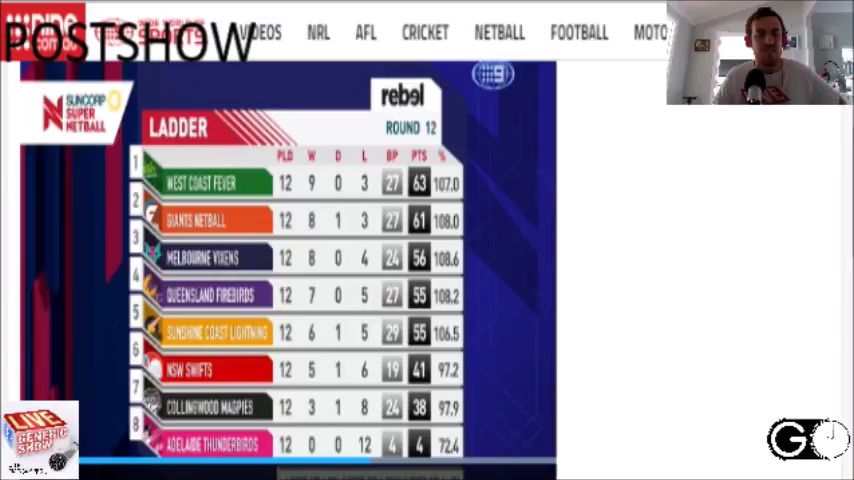 POSTSHOW
VIDEOS NRL AFL CRICKET NETBALL FOOTBALL MOTO
SPORTS
9
SUNCORP
SUPER
NETBALL
rebel
LADDER
ROUND 12
PLD W D L BP PTS %
1 WEST COAST FEVER 12 9 0 3 27 63 107.0
2 GIANTS NETBALL 12 8 1 3 27 61 108.0
3 MELBOURNE VIXENS 12 8 0 4 24 56 108.6
4 QUEENSLAND FIREBIRDS 12 7 0 5 27 55 108.2
5 SUNSHINE COAST LIGHTNING 12 6 1 5 29 55 106.5
6 NSW SWIFTS 12 5 1 6 19 41 97.2
7 COLLINGWOOD MAGPIES 12 3 1 8 24 38 97.9
8 ADELAIDE THUNDERBIRDS 12 0 0 12 4 4 72.4
LIVE
GENERIC
SHOW
GO